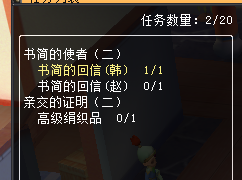 任务数量：2/20
书简的使者（二）
书简的回信(韩) 1/1
书简的回信(赵) 0/1
亲交的证明（二）
高级绢织品 0/1